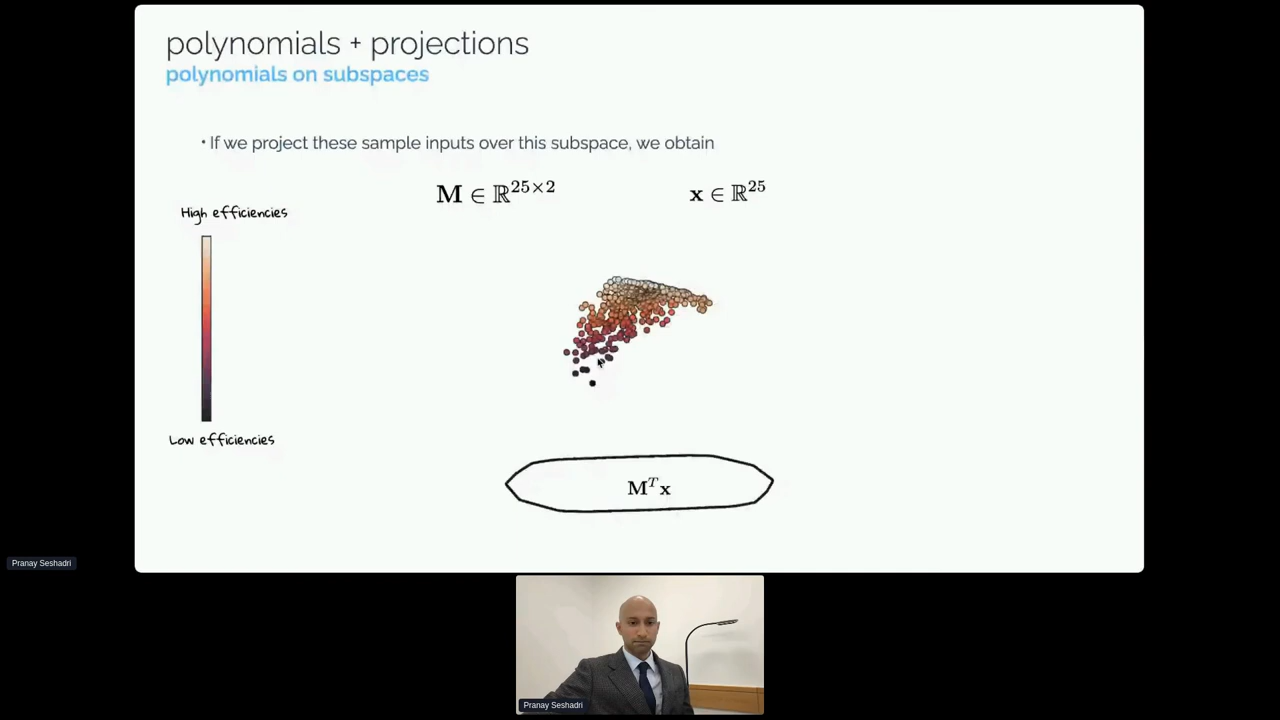 polynomials + projections
polynomials on subspaces
• If we project these sample inputs over this subspace, we obtain
M ∈ ℝ^{25×2}
x ∈ ℝ^{25}
High efficiencies
Low efficiencies
M^T x
Pranay Seshadri
Pranay Seshadri